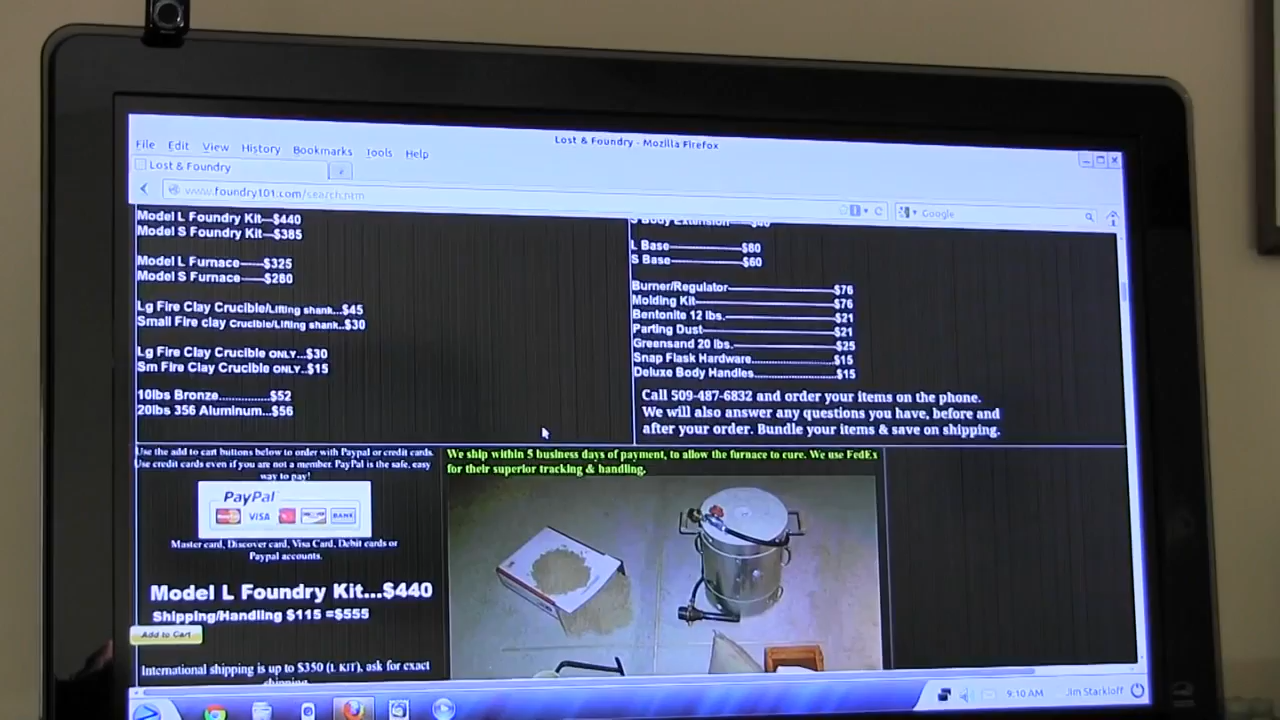 Lost & Foundry - Mozilla Firefox
File Edit View History Bookmarks Tools Help
Lost & Foundry
www.foundry101.com/search.htm
Google
Model L Foundry Kit—$440
Model S Foundry Kit—$385
Model L Furnace——$325
Model S Furnace——$280
Lg Fire Clay Crucible/Lifting shank...$45
Small Fire clay Crucible/Lifting shank..$30
Lg Fire Clay Crucible ONLY...$30
Sm Fire Clay Crucible ONLY..$15
10lbs Bronze...............$52
20lbs 356 Aluminum...$56
S Body Extension——$40
L Base——————$80
S Base——————$60
Burner/Regulator————————$76
Molding Kit————————$76
Bentonite 12 lbs.————————$21
Parting Dust————————$21
Greensand 20 lbs.————————$25
Snap Flask Hardware.....................$15
Deluxe Body Handles.....................$15
Call 509-487-6832 and order your items on the phone.
We will also answer any questions you have, before and
after your order. Bundle your items & save on shipping.
Use the add to cart buttons below to order with Paypal or credit cards.
Use credit cards even if you are not a member. PayPal is the safe, easy
way to pay!
PayPal
VISA
BANK
Master card, Discover card, Visa Card, Debit cards or
Paypal accounts.
Model L Foundry Kit...$440
Shipping/Handling $115 =$555
Add to Cart
International shipping is up to $350 (L KIT), ask for exact
shipping
We ship within 5 business days of payment, to allow the furnace to cure. We use FedEx
for their superior tracking & handling.
9:10 AM Jim Starkloff